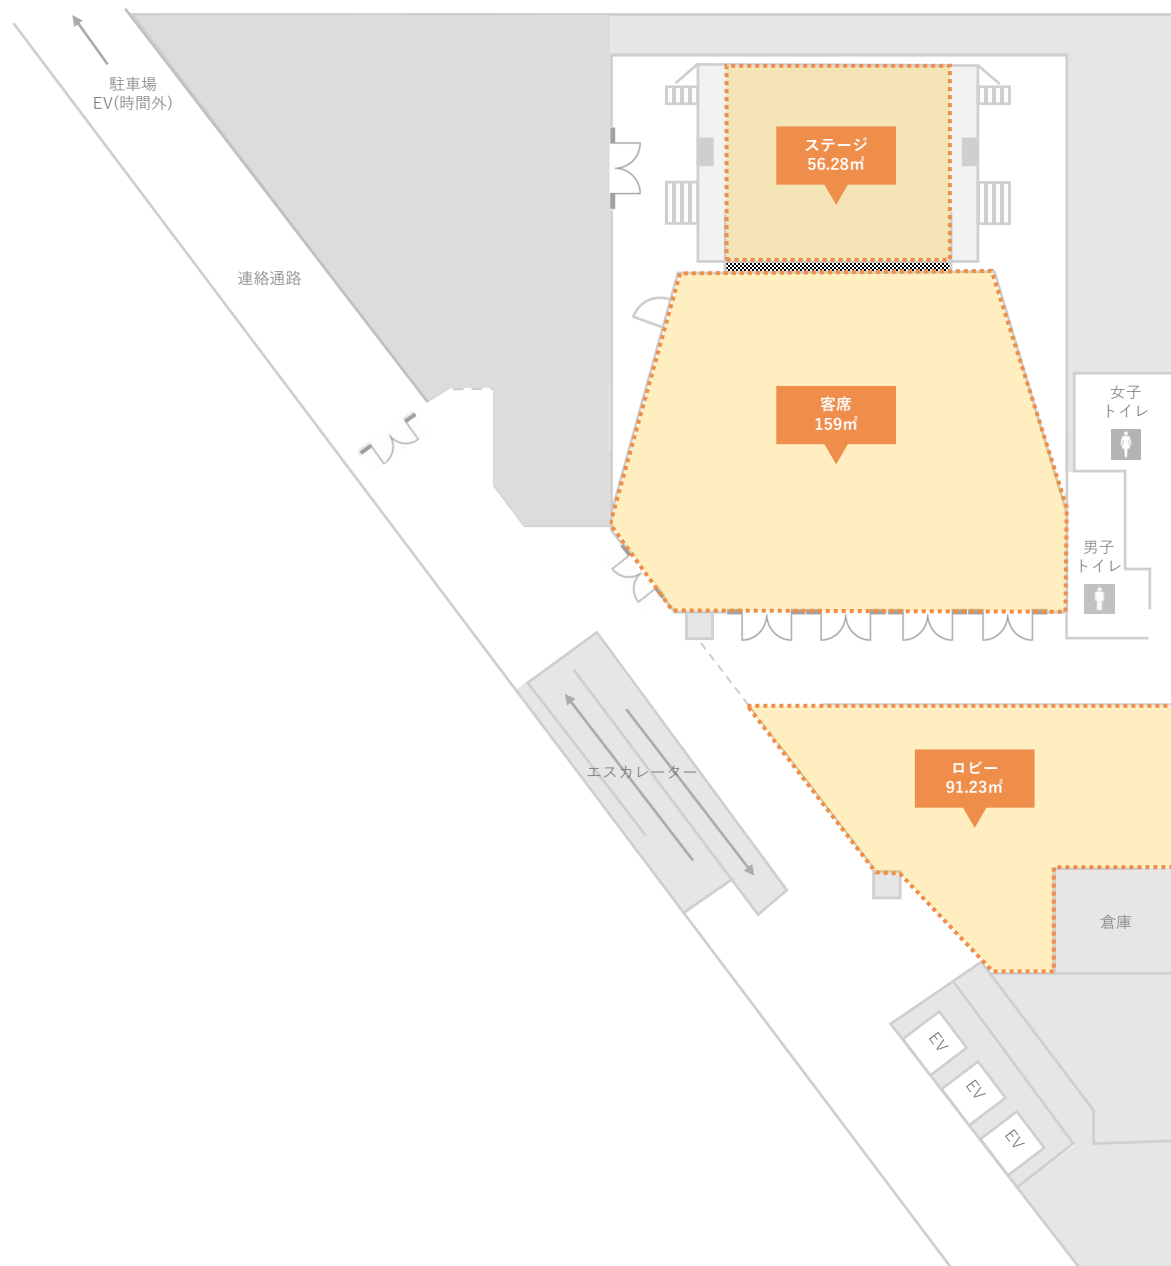 駐車場
EV(時間外)
ステージ
56.28㎡
連絡通路
客席
159㎡
女子
トイレ
男子
トイレ
ロビー
91.23㎡
エスカレーター
倉庫
EV
EV
EV